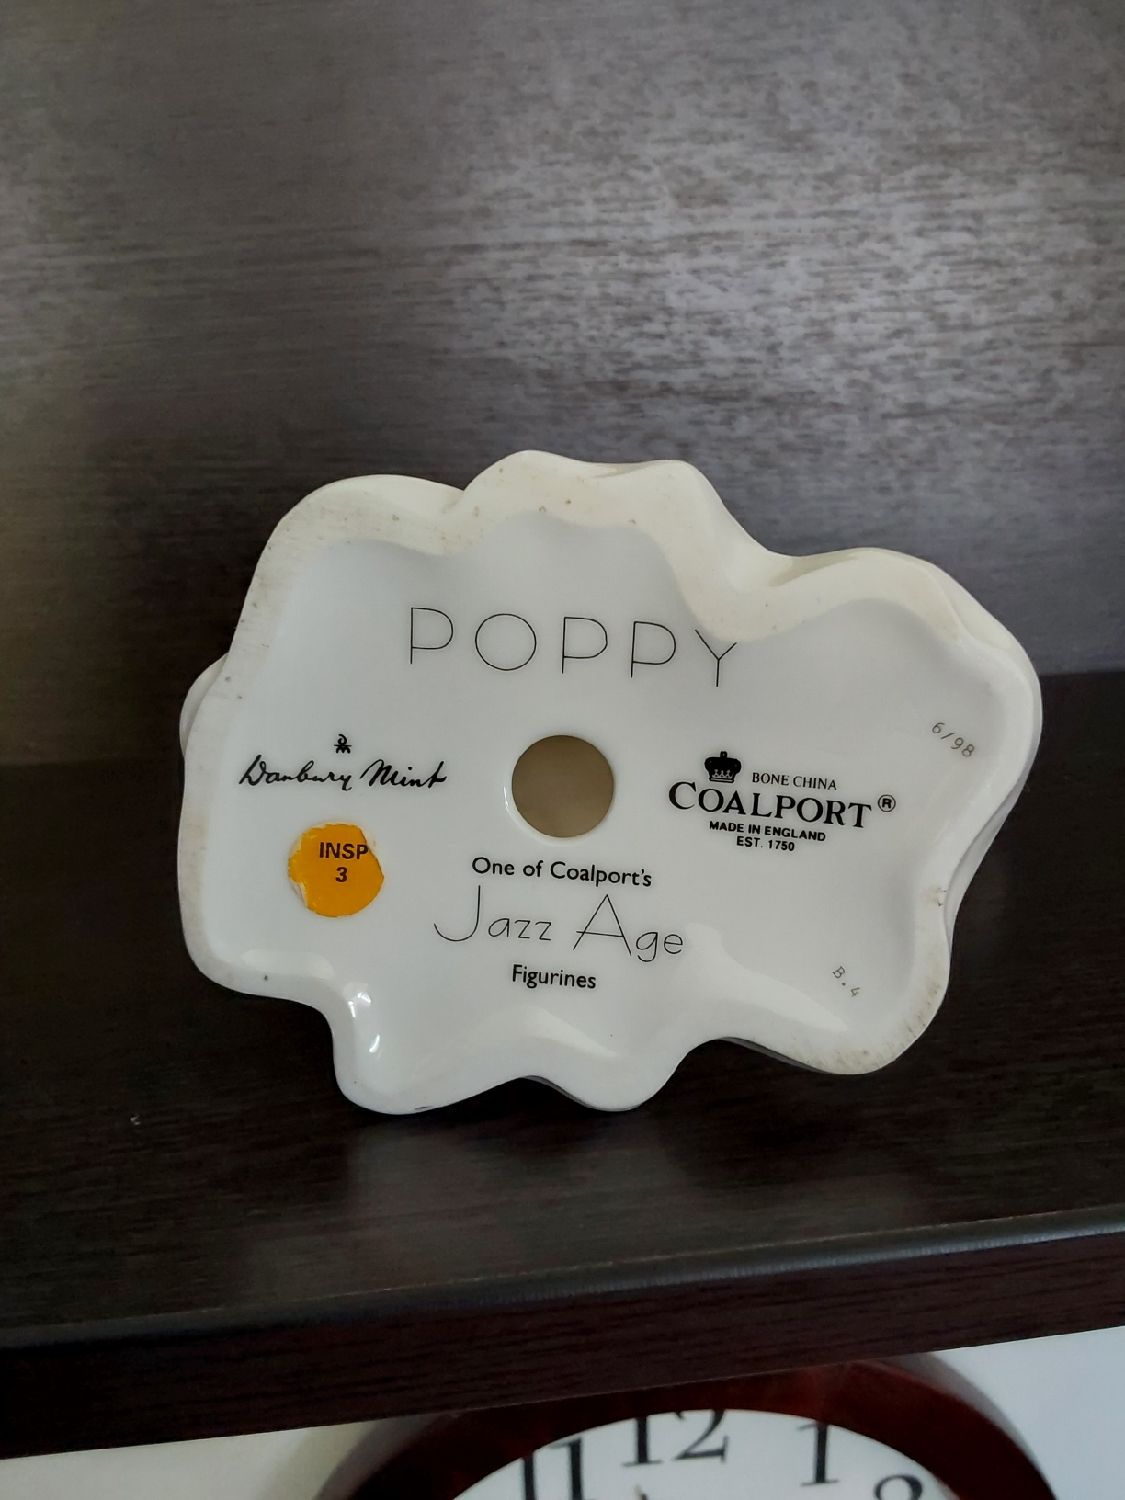 POPPY
6/98
Danbury Mint
BONE CHINA
COALPORT®
MADE IN ENGLAND
EST. 1750
INSP
3
One of Coalport's
Jazz Age
Figurines
B.4
11 12 1 2